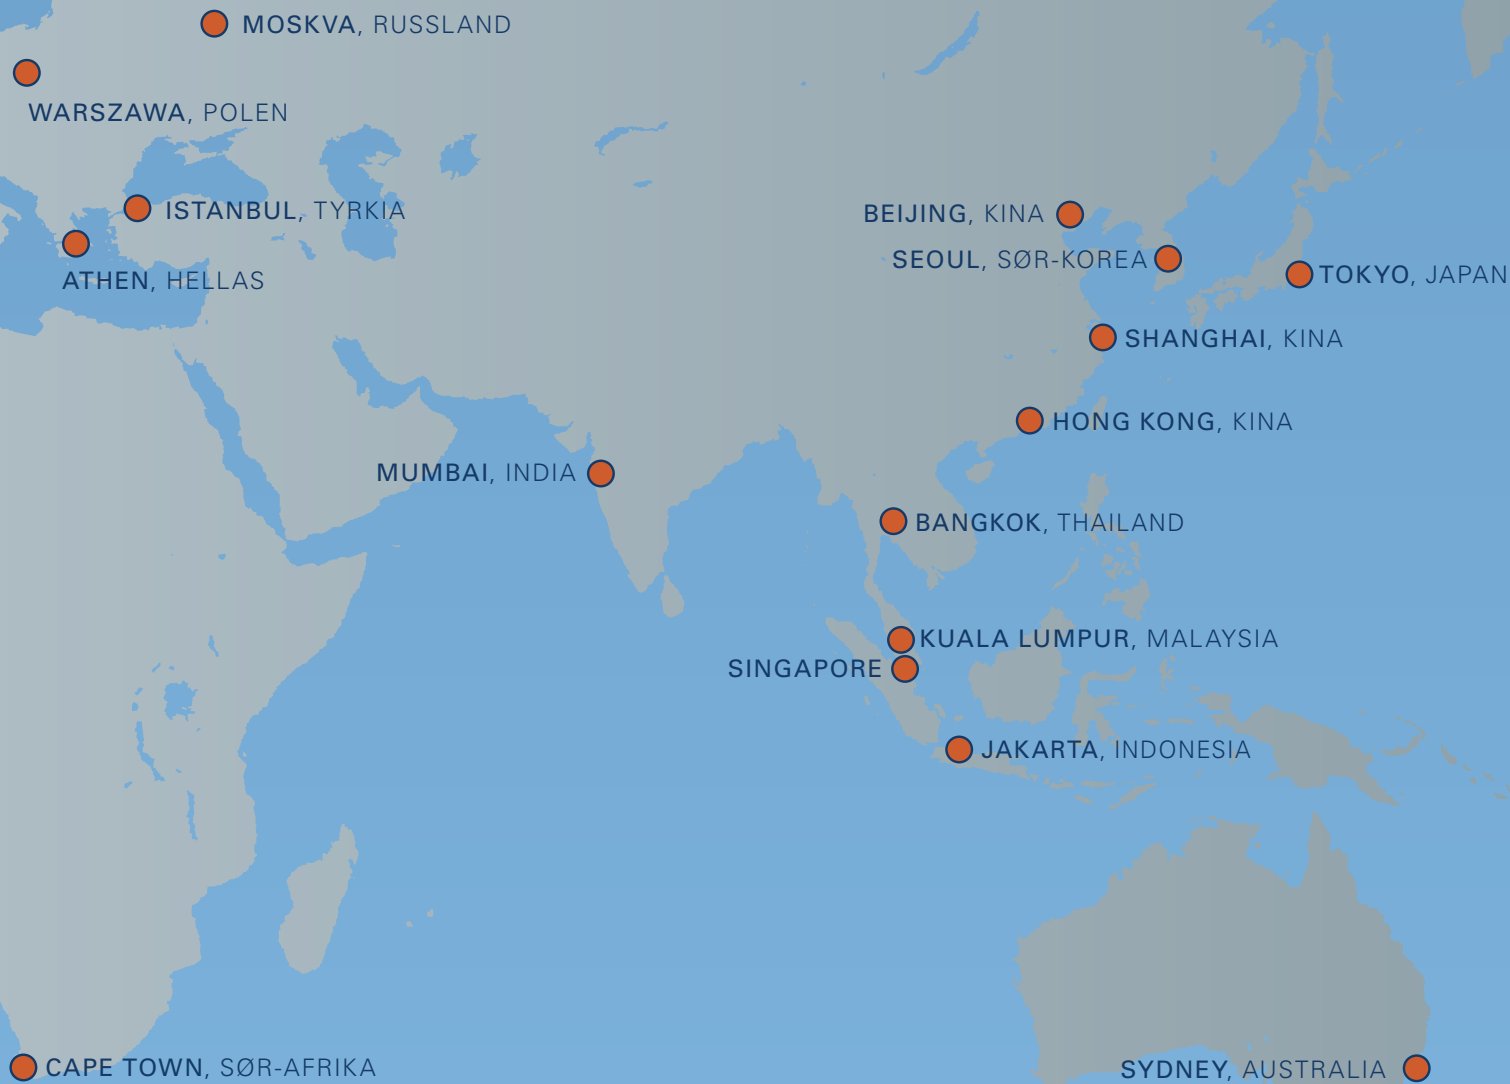 MOSKVA, RUSSLAND
WARSZAWA, POLEN
ISTANBUL, TYRKIA
BEIJING, KINA
SEOUL, SØR-KOREA
ATHEN, HELLAS
TOKYO, JAPAN
SHANGHAI, KINA
HONG KONG, KINA
MUMBAI, INDIA
BANGKOK, THAILAND
KUALA LUMPUR, MALAYSIA
SINGAPORE
JAKARTA, INDONESIA
CAPE TOWN, SØR-AFRIKA
SYDNEY, AUSTRALIA